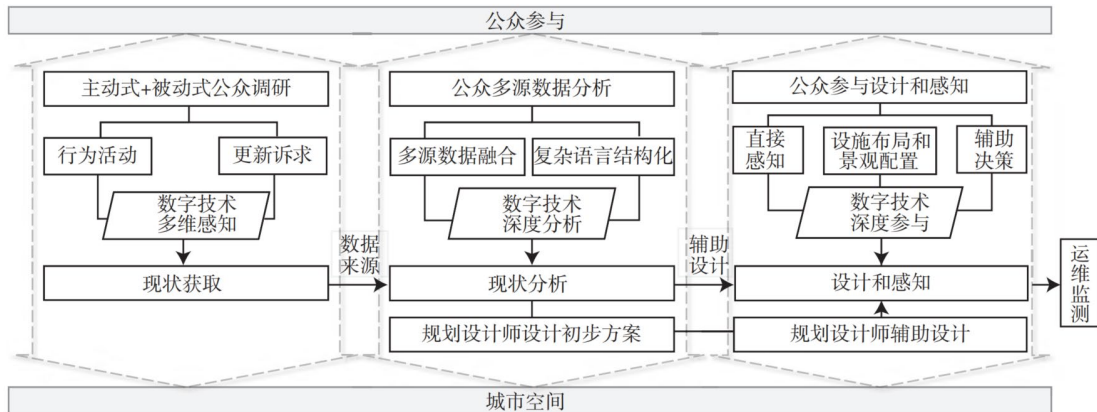 公众参与
主动式+被动式公众调研
行为活动
更新诉求
数字技术
多维感知
现状获取
数据
来源
公众多源数据分析
多源数据融合
复杂语言结构化
数字技术
深度分析
现状分析
规划设计师设计初步方案
辅助
设计
公众参与设计和感知
直接
感知
设施布局和
景观配置
辅助
决策
数字技术
深度参与
设计和感知
规划设计师辅助设计
运维监测
城市空间